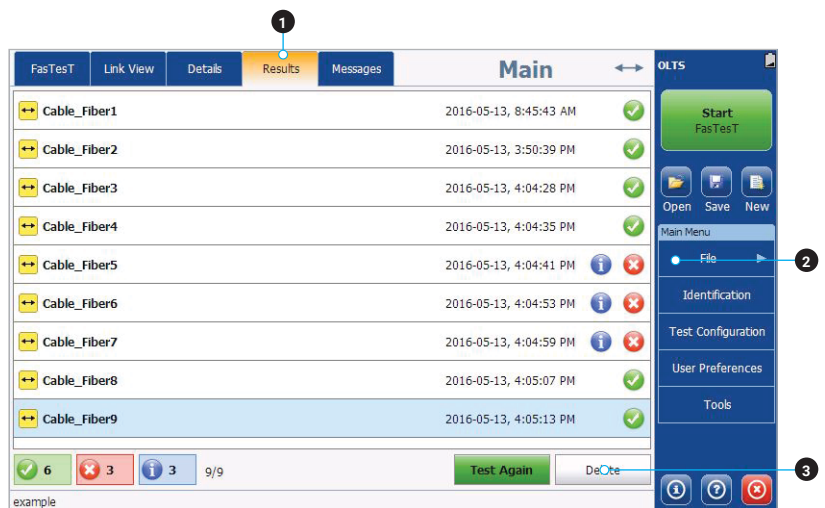 1
FasTesT Link View Details Results Messages Main OLTS
Cable_Fiber1 2016-05-13, 8:45:43 AM
Cable_Fiber2 2016-05-13, 3:50:39 PM
Cable_Fiber3 2016-05-13, 4:04:28 PM
Cable_Fiber4 2016-05-13, 4:04:35 PM
Cable_Fiber5 2016-05-13, 4:04:41 PM
Cable_Fiber6 2016-05-13, 4:04:53 PM
Cable_Fiber7 2016-05-13, 4:04:59 PM
Cable_Fiber8 2016-05-13, 4:05:07 PM
Cable_Fiber9 2016-05-13, 4:05:13 PM
6 3 3 9/9 Test Again Delete
example
Start
FasTesT
Open Save New
Main Menu
File 2
Identification
Test Configuration
User Preferences
Tools
3